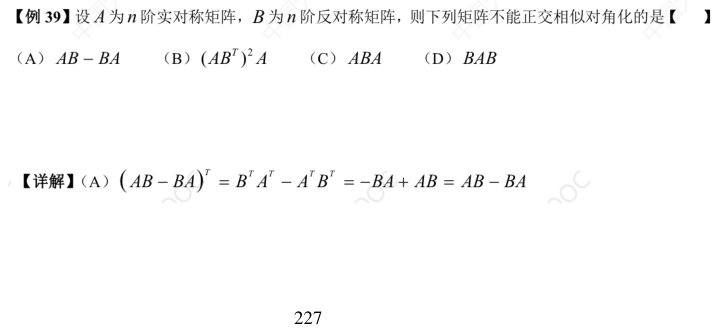 【例 39】设 A 为 n 阶实对称矩阵，B 为 n 阶反对称矩阵，则下列矩阵不能正交相似对角化的是【 】
（A） AB − BA （B） (AB^T)^2 A （C） ABA （D） BAB
【详解】（A） (AB − BA)^T = B^T A^T − A^T B^T = −BA + AB = AB − BA
227